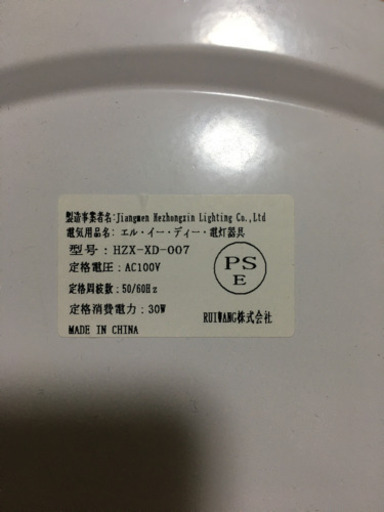 製造事業者名:Jiangmen Hezhongxin Lighting Co.,Ltd
電気用品名: エル・イー・ディー・電灯器具
型号: HZX-XD-007
定格電圧:AC100V
定格周波数:50/60Hz
定格消費電力:30W
MADE IN CHINA
PS
E
RUIWANG株式会社